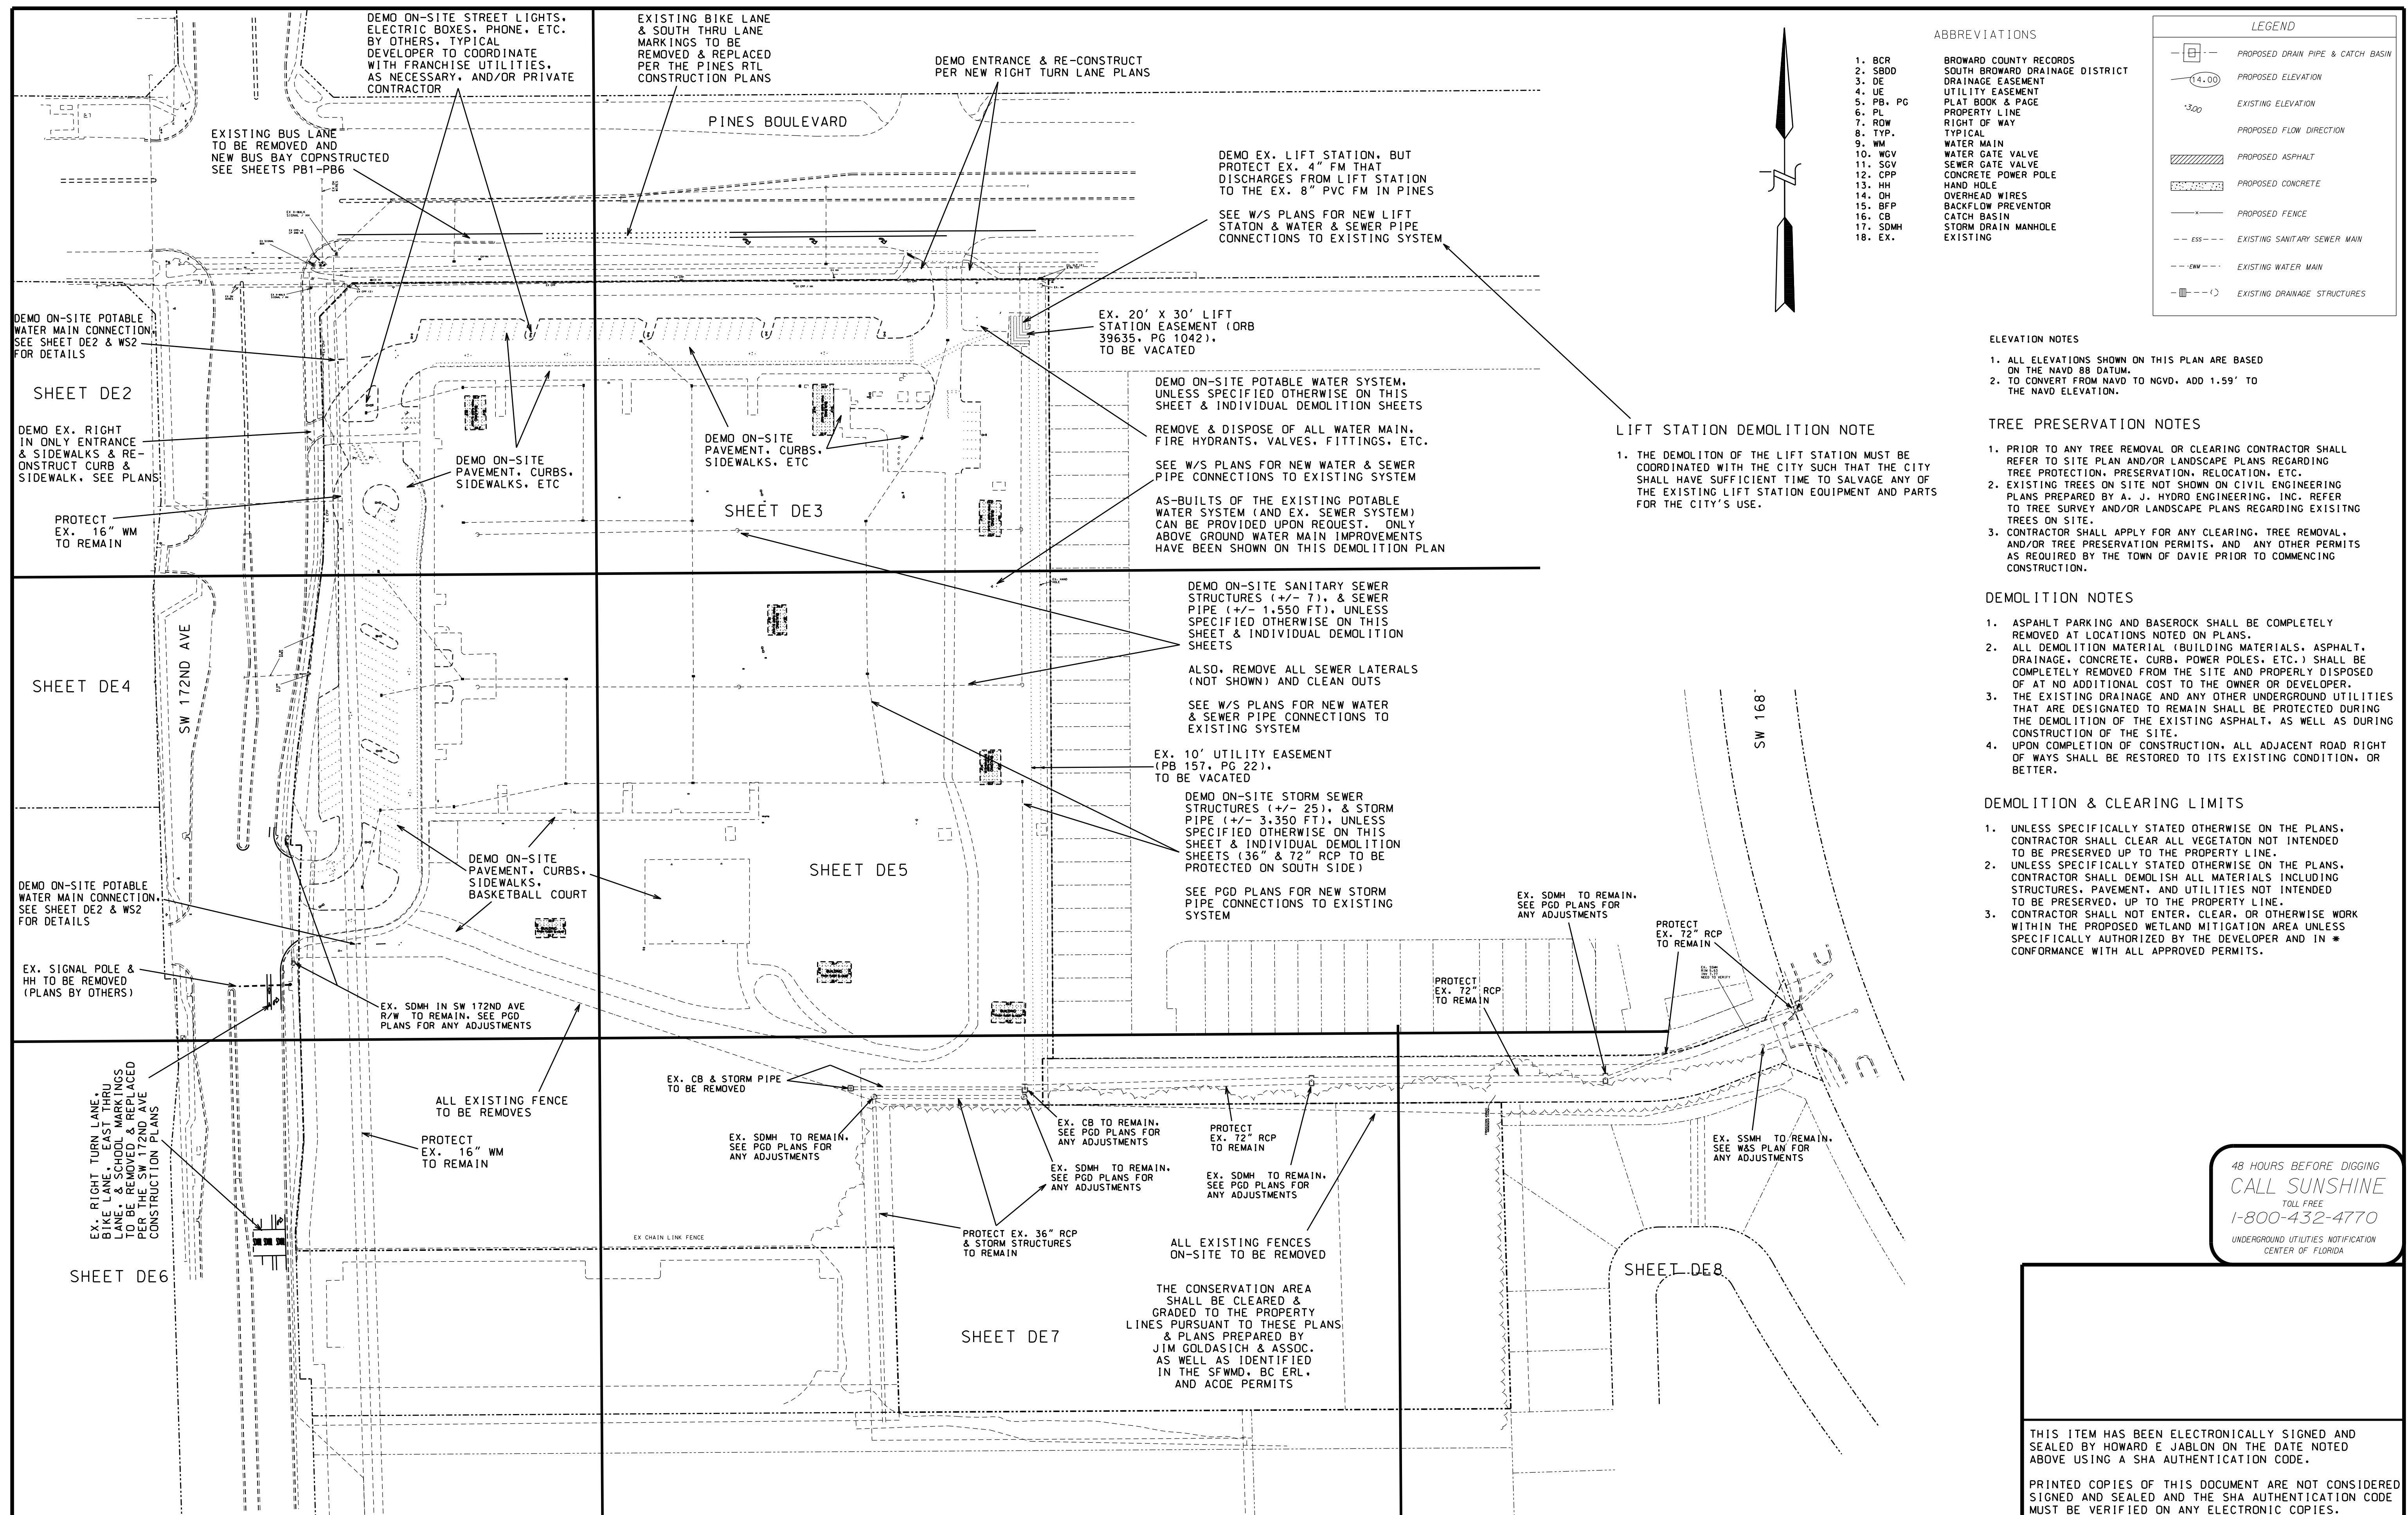 DEMO ON-SITE STREET LIGHTS,
ELECTRIC BOXES, PHONE, ETC.
BY OTHERS, TYPICAL
DEVELOPER TO COORDINATE
WITH FRANCHISE UTILITIES,
AS NECESSARY, AND/OR PRIVATE
CONTRACTOR
EXISTING BIKE LANE
& SOUTH THRU LANE
MARKINGS TO BE
REMOVED & REPLACED
PER THE PINES RTL
CONSTRUCTION PLANS
DEMO ENTRANCE & RE-CONSTRUCT
PER NEW RIGHT TURN LANE PLANS
PINES BOULEVARD
EXISTING BUS LANE
TO BE REMOVED AND
NEW BUS BAY COPNSTRUCTED
SEE SHEETS PB1-PB6
DEMO EX. LIFT STATION, BUT
PROTECT EX. 4" FM THAT
DISCHARGES FROM LIFT STATION
TO THE EX. 8" PVC FM IN PINES
SEE W/S PLANS FOR NEW LIFT
STATON & WATER & SEWER PIPE
CONNECTIONS TO EXISTING SYSTEM
EX. 20' X 30' LIFT
STATION EASEMENT (ORB
39635, PG 1042),
TO BE VACATED
DEMO ON-SITE POTABLE
WATER MAIN CONNECTION,
SEE SHEET DE2 & WS2
FOR DETAILS
SHEET DE2
DEMO EX. RIGHT
IN ONLY ENTRANCE
& SIDEWALKS & RE-
ONSTRUCT CURB &
SIDEWALK, SEE PLANS
PROTECT
EX. 16" WM
TO REMAIN
DEMO ON-SITE
PAVEMENT, CURBS,
SIDEWALKS, ETC
DEMO ON-SITE
PAVEMENT, CURBS,
SIDEWALKS, ETC
SHEET DE3
DEMO ON-SITE POTABLE WATER SYSTEM,
UNLESS SPECIFIED OTHERWISE ON THIS
SHEET & INDIVIDUAL DEMOLITION SHEETS
REMOVE & DISPOSE OF ALL WATER MAIN,
FIRE HYDRANTS, VALVES, FITTINGS, ETC.
SEE W/S PLANS FOR NEW WATER & SEWER
PIPE CONNECTIONS TO EXISTING SYSTEM
AS-BUILTS OF THE EXISTING POTABLE
WATER SYSTEM (AND EX. SEWER SYSTEM)
CAN BE PROVIDED UPON REQUEST. ONLY
ABOVE GROUND WATER MAIN IMPROVEMENTS
HAVE BEEN SHOWN ON THIS DEMOLITION PLAN
DEMO ON-SITE SANITARY SEWER
STRUCTURES (+/- 7), & SEWER
PIPE (+/- 1,550 FT), UNLESS
SPECIFIED OTHERWISE ON THIS
SHEET & INDIVIDUAL DEMOLITION
SHEETS
ALSO, REMOVE ALL SEWER LATERALS
(NOT SHOWN) AND CLEAN OUTS
SEE W/S PLANS FOR NEW WATER
& SEWER PIPE CONNECTIONS TO
EXISTING SYSTEM
EX. 10' UTILITY EASEMENT
(PB 157, PG 22),
TO BE VACATED
DEMO ON-SITE STORM SEWER
STRUCTURES (+/- 25), & STORM
PIPE (+/- 3,350 FT), UNLESS
SPECIFIED OTHERWISE ON THIS
SHEET & INDIVIDUAL DEMOLITION
SHEETS (36" & 72" RCP TO BE
PROTECTED ON SOUTH SIDE)
SEE PGD PLANS FOR NEW STORM
PIPE CONNECTIONS TO EXISTING
SYSTEM
SHEET DE4
SW 172ND AVE
DEMO ON-SITE
PAVEMENT, CURBS,
SIDEWALKS,
BASKETBALL COURT
SHEET DE5
DEMO ON-SITE POTABLE
WATER MAIN CONNECTION,
SEE SHEET DE2 & WS2
FOR DETAILS
EX. SIGNAL POLE &
HH TO BE REMOVED
(PLANS BY OTHERS)
EX. SDMH IN SW 172ND AVE
R/W TO REMAIN, SEE PGD
PLANS FOR ANY ADJUSTMENTS
EX. SDMH TO REMAIN,
SEE PGD PLANS FOR
ANY ADJUSTMENTS
PROTECT
EX. 72" RCP
TO REMAIN
PROTECT
EX. 72" RCP
TO REMAIN
SW 168'
EX. RIGHT TURN LANE,
BIKE LANE, EAST THRU
LANE, & SCHOOL MARKINGS
TO BE REMOVED & REPLACED
PER THE SW 172ND AVE
CONSTRUCTION PLANS
SHEET DE6
ALL EXISTING FENCE
TO BE REMOVES
PROTECT
EX. 16" WM
TO REMAIN
EX. CB & STORM PIPE
TO BE REMOVED
EX. SDMH TO REMAIN,
SEE PGD PLANS FOR
ANY ADJUSTMENTS
EX. CB TO REMAIN,
SEE PGD PLANS FOR
ANY ADJUSTMENTS
EX. SDMH TO REMAIN,
SEE PGD PLANS FOR
ANY ADJUSTMENTS
PROTECT
EX. 72" RCP
TO REMAIN
EX. SDMH TO REMAIN,
SEE PGD PLANS FOR
ANY ADJUSTMENTS
EX. SSMH TO REMAIN,
SEE W&S PLAN FOR
ANY ADJUSTMENTS
PROTECT EX. 36" RCP
& STORM STRUCTURES
TO REMAIN
EX CHAIN LINK FENCE
ALL EXISTING FENCES
ON-SITE TO BE REMOVED
THE CONSERVATION AREA
SHALL BE CLEARED &
GRADED TO THE PROPERTY
LINES PURSUANT TO THESE PLANS
& PLANS PREPARED BY
JIM GOLDASICH & ASSOC.
AS WELL AS IDENTIFIED
IN THE SFWMD, BC ERL,
AND ACOE PERMITS
SHEET DE7
SHEET DE8
ABBREVIATIONS
1. BCR BROWARD COUNTY RECORDS
2. SBDD SOUTH BROWARD DRAINAGE DISTRICT
3. DE DRAINAGE EASEMENT
4. UE UTILITY EASEMENT
5. PB, PG PLAT BOOK & PAGE
6. PL PROPERTY LINE
7. ROW RIGHT OF WAY
8. TYP. TYPICAL
9. WM WATER MAIN
10. WGV WATER GATE VALVE
11. SGV SEWER GATE VALVE
12. CPP CONCRETE POWER POLE
13. HH HAND HOLE
14. OH OVERHEAD WIRES
15. BFP BACKFLOW PREVENTOR
16. CB CATCH BASIN
17. SDMH STORM DRAIN MANHOLE
18. EX. EXISTING
LEGEND
PROPOSED DRAIN PIPE & CATCH BASIN
14.00 PROPOSED ELEVATION
+3.00 EXISTING ELEVATION
PROPOSED FLOW DIRECTION
PROPOSED ASPHALT
PROPOSED CONCRETE
PROPOSED FENCE
ESS EXISTING SANITARY SEWER MAIN
EWM EXISTING WATER MAIN
EXISTING DRAINAGE STRUCTURES
ELEVATION NOTES
1. ALL ELEVATIONS SHOWN ON THIS PLAN ARE BASED
ON THE NAVD 88 DATUM.
2. TO CONVERT FROM NAVD TO NGVD, ADD 1.59' TO
THE NAVD ELEVATION.
LIFT STATION DEMOLITION NOTE
1. THE DEMOLITON OF THE LIFT STATION MUST BE
COORDINATED WITH THE CITY SUCH THAT THE CITY
SHALL HAVE SUFFICIENT TIME TO SALVAGE ANY OF
THE EXISTING LIFT STATION EQUIPMENT AND PARTS
FOR THE CITY'S USE.
TREE PRESERVATION NOTES
1. PRIOR TO ANY TREE REMOVAL OR CLEARING CONTRACTOR SHALL
REFER TO SITE PLAN AND/OR LANDSCAPE PLANS REGARDING
TREE PROTECTION, PRESERVATION, RELOCATION, ETC.
2. EXISTING TREES ON SITE NOT SHOWN ON CIVIL ENGINEERING
PLANS PREPARED BY A. J. HYDRO ENGINEERING, INC. REFER
TO TREE SURVEY AND/OR LANDSCAPE PLANS REGARDING EXISITNG
TREES ON SITE.
3. CONTRACTOR SHALL APPLY FOR ANY CLEARING, TREE REMOVAL,
AND/OR TREE PRESERVATION PERMITS, AND ANY OTHER PERMITS
AS REQUIRED BY THE TOWN OF DAVIE PRIOR TO COMMENCING
CONSTRUCTION.
DEMOLITION NOTES
1. ASPAHLT PARKING AND BASEROCK SHALL BE COMPLETELY
REMOVED AT LOCATIONS NOTED ON PLANS.
2. ALL DEMOLITION MATERIAL (BUILDING MATERIALS, ASPHALT,
DRAINAGE, CONCRETE, CURB, POWER POLES, ETC.) SHALL BE
COMPLETELY REMOVED FROM THE SITE AND PROPERLY DISPOSED
OF AT NO ADDITIONAL COST TO THE OWNER OR DEVELOPER.
3. THE EXISTING DRAINAGE AND ANY OTHER UNDERGROUND UTILITIES
THAT ARE DESIGNATED TO REMAIN SHALL BE PROTECTED DURING
THE DEMOLITION OF THE EXISTING ASPHALT, AS WELL AS DURING
CONSTRUCTION OF THE SITE.
4. UPON COMPLETION OF CONSTRUCTION, ALL ADJACENT ROAD RIGHT
OF WAYS SHALL BE RESTORED TO ITS EXISTING CONDITION, OR
BETTER.
DEMOLITION & CLEARING LIMITS
1. UNLESS SPECIFICALLY STATED OTHERWISE ON THE PLANS,
CONTRACTOR SHALL CLEAR ALL VEGETATON NOT INTENDED
TO BE PRESERVED UP TO THE PROPERTY LINE.
2. UNLESS SPECIFICALLY STATED OTHERWISE ON THE PLANS,
CONTRACTOR SHALL DEMOLISH ALL MATERIALS INCLUDING
STRUCTURES, PAVEMENT, AND UTILITIES NOT INTENDED
TO BE PRESERVED, UP TO THE PROPERTY LINE.
3. CONTRACTOR SHALL NOT ENTER, CLEAR, OR OTHERWISE WORK
WITHIN THE PROPOSED WETLAND MITIGATION AREA UNLESS
SPECIFICALLY AUTHORIZED BY THE DEVELOPER AND IN *
CONFORMANCE WITH ALL APPROVED PERMITS.
48 HOURS BEFORE DIGGING
CALL SUNSHINE
TOLL FREE
1-800-432-4770
UNDERGROUND UTILITIES NOTIFICATION
CENTER OF FLORIDA
THIS ITEM HAS BEEN ELECTRONICALLY SIGNED AND
SEALED BY HOWARD E JABLON ON THE DATE NOTED
ABOVE USING A SHA AUTHENTICATION CODE.
PRINTED COPIES OF THIS DOCUMENT ARE NOT CONSIDERED
SIGNED AND SEALED AND THE SHA AUTHENTICATION CODE
MUST BE VERIFIED ON ANY ELECTRONIC COPIES.